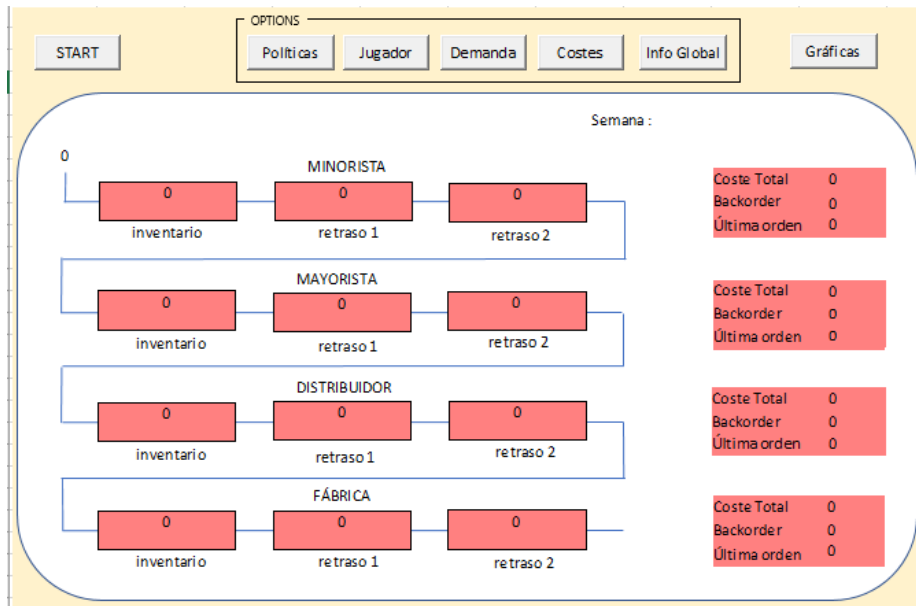 OPTIONS
START Políticas Jugador Demanda Costes Info Global Gráficas
Semana :
0
MINORISTA
0 0 0
inventario retraso 1 retraso 2
Coste Total 0
Backorder 0
Última orden 0
MAYORISTA
0 0 0
inventario retraso 1 retraso 2
Coste Total 0
Backorder 0
Última orden 0
DISTRIBUIDOR
0 0 0
inventario retraso 1 retraso 2
Coste Total 0
Backorder 0
Última orden 0
FÁBRICA
0 0 0
inventario retraso 1 retraso 2
Coste Total 0
Backorder 0
Última orden 0